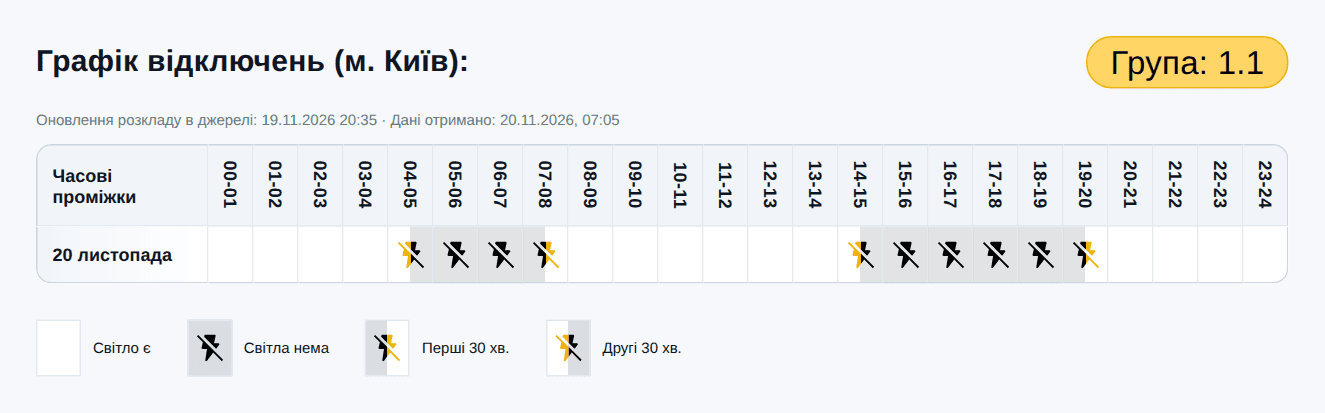 Графік відключень (м. Київ):
Група: 1.1
Оновлення розкладу в джерелі: 19.11.2026 20:35 · Дані отримано: 20.11.2026, 07:05
Часові
проміжки
00-01 01-02 02-03 03-04 04-05 05-06 06-07 07-08 08-09 09-10 10-11 11-12 12-13 13-14 14-15 15-16 16-17 17-18 18-19 19-20 20-21 21-22 22-23 23-24
20 листопада
Світло є Світла нема Перші 30 хв. Другі 30 хв.